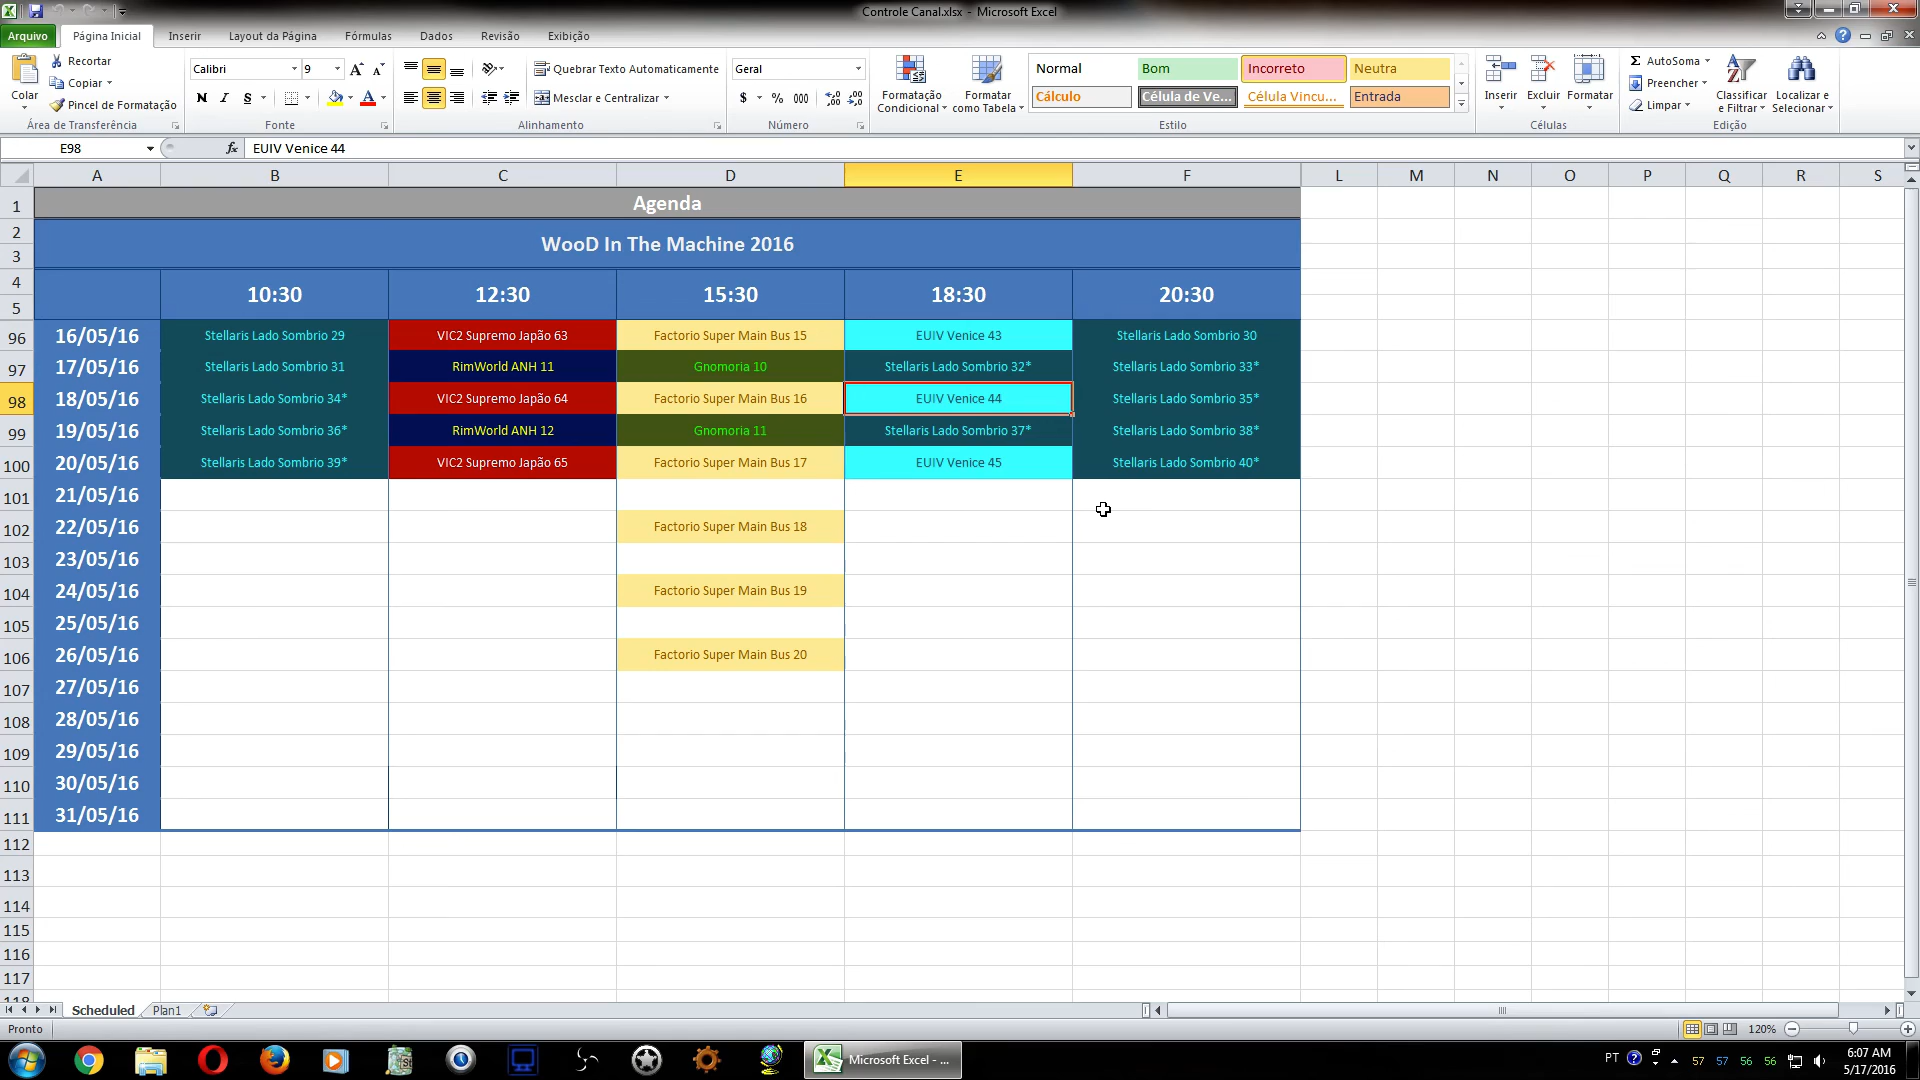 Controle Canal.xlsx - Microsoft Excel
Arquivo Página Inicial Inserir Layout da Página Fórmulas Dados Revisão Exibição
Colar Recortar Copiar Pincel de Formatação
Área de Transferência
Calibri 9
N I S
Fonte
Quebrar Texto Automaticamente
Mesclar e Centralizar
Alinhamento
Geral
$ % 000
Número
Formatação Condicional
Formatar como Tabela
Normal Bom Incorreto Neutra
Cálculo Célula de Ve... Célula Vincu... Entrada
Estilo
Inserir Excluir Formatar
Células
Σ AutoSoma
Preencher
Limpar
Classificar e Filtrar
Localizar e Selecionar
Edição
E98 fx EUIV Venice 44
A B C D E F L M N O P Q R S
1 Agenda
2 WooD In The Machine 2016
3
4 10:30 12:30 15:30 18:30 20:30
5
96 16/05/16 Stellaris Lado Sombrio 29 VIC2 Supremo Japão 63 Factorio Super Main Bus 15 EUIV Venice 43 Stellaris Lado Sombrio 30
97 17/05/16 Stellaris Lado Sombrio 31 RimWorld ANH 11 Gnomoria 10 Stellaris Lado Sombrio 32* Stellaris Lado Sombrio 33*
98 18/05/16 Stellaris Lado Sombrio 34* VIC2 Supremo Japão 64 Factorio Super Main Bus 16 EUIV Venice 44 Stellaris Lado Sombrio 35*
99 19/05/16 Stellaris Lado Sombrio 36* RimWorld ANH 12 Gnomoria 11 Stellaris Lado Sombrio 37* Stellaris Lado Sombrio 38*
100 20/05/16 Stellaris Lado Sombrio 39* VIC2 Supremo Japão 65 Factorio Super Main Bus 17 EUIV Venice 45 Stellaris Lado Sombrio 40*
101 21/05/16
102 22/05/16 Factorio Super Main Bus 18
103 23/05/16
104 24/05/16 Factorio Super Main Bus 19
105 25/05/16
106 26/05/16 Factorio Super Main Bus 20
107 27/05/16
108 28/05/16
109 29/05/16
110 30/05/16
111 31/05/16
112
113
114
115
116
117
118
Scheduled Plan1
Pronto 120%
Microsoft Excel - ... PT 57 57 56 56 6:07 AM
5/17/2016